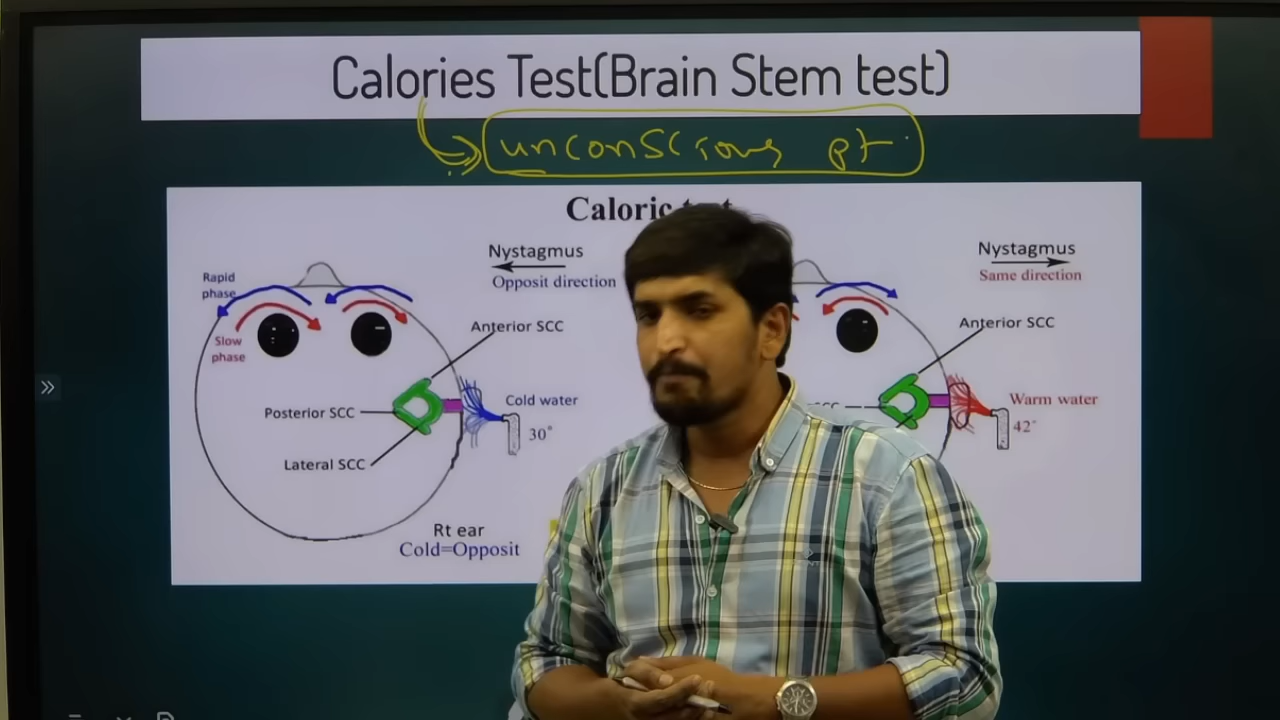 Calories Test(Brain Stem test)
unconscious pt.
Caloric
Nystagmus
Opposit direction
Rapid
phase
Slow
phase
Anterior SCC
Posterior SCC
Cold water
30°
Lateral SCC
Rt ear
Cold=Opposit
Nystagmus
Same direction
Anterior SCC
Warm water
42°